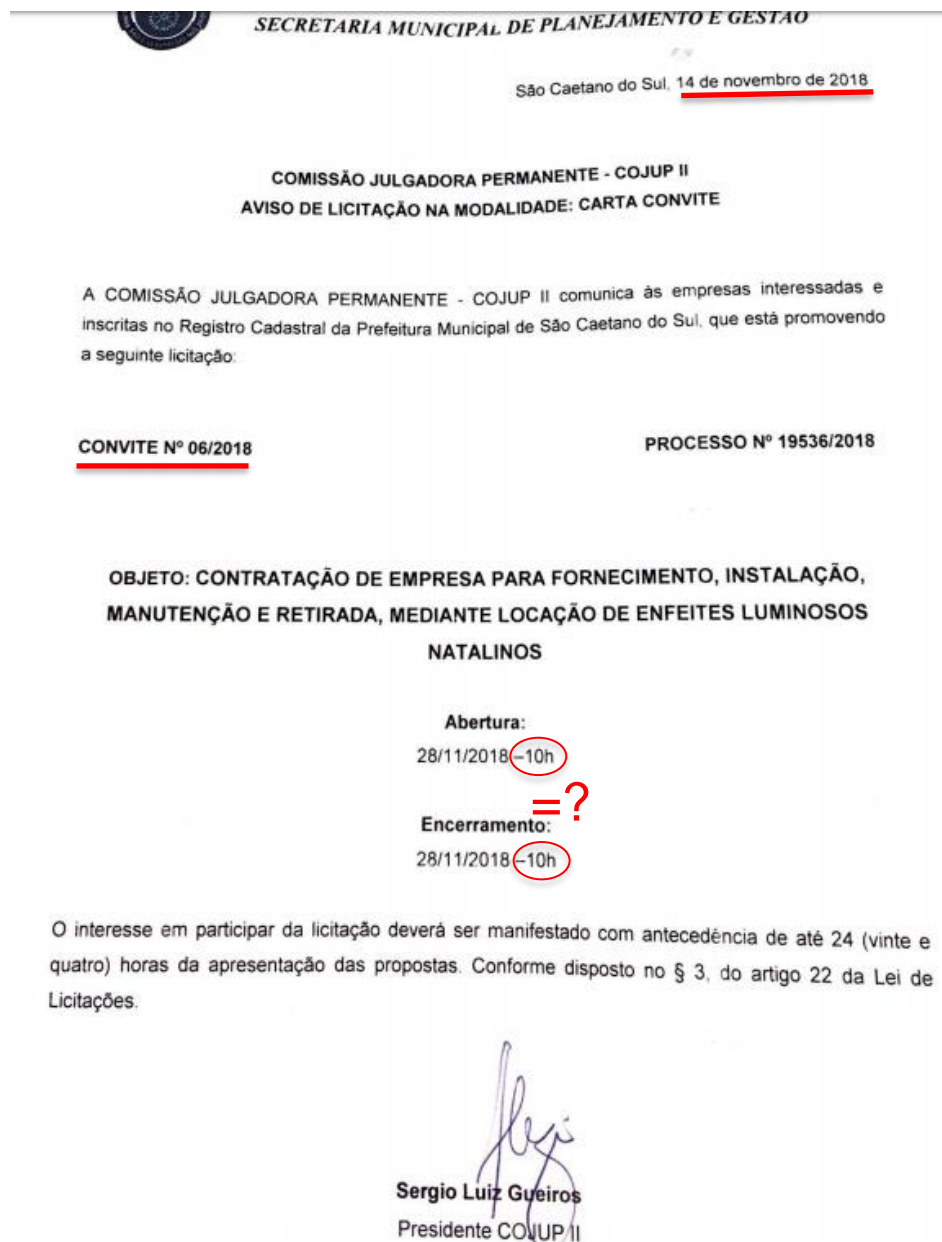 SECRETARIA MUNICIPAL DE PLANEJAMENTO E GESTÃO
São Caetano do Sul, 14 de novembro de 2018
COMISSÃO JULGADORA PERMANENTE - COJUP II
AVISO DE LICITAÇÃO NA MODALIDADE: CARTA CONVITE
A COMISSÃO JULGADORA PERMANENTE - COJUP II comunica às empresas interessadas e
inscritas no Registro Cadastral da Prefeitura Municipal de São Caetano do Sul, que está promovendo
a seguinte licitação:
CONVITE Nº 06/2018 PROCESSO Nº 19536/2018
OBJETO: CONTRATAÇÃO DE EMPRESA PARA FORNECIMENTO, INSTALAÇÃO,
MANUTENÇÃO E RETIRADA, MEDIANTE LOCAÇÃO DE ENFEITES LUMINOSOS
NATALINOS
Abertura:
28/11/2018 –10h
=?
Encerramento:
28/11/2018 –10h
O interesse em participar da licitação deverá ser manifestado com antecedência de até 24 (vinte e
quatro) horas da apresentação das propostas. Conforme disposto no § 3, do artigo 22 da Lei de
Licitações.
Sergio Luiz Gueiros
Presidente COJUP II